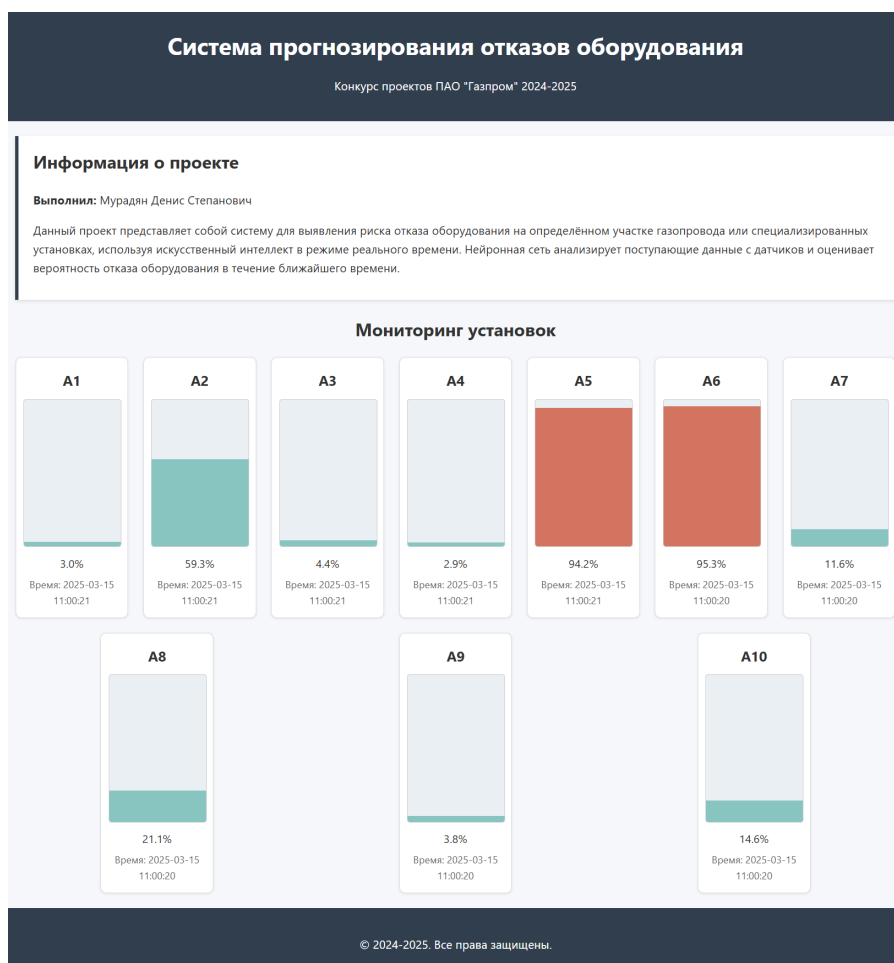 Система прогнозирования отказов оборудования
Конкурс проектов ПАО "Газпром" 2024-2025
Информация о проекте
Выполнил: Мурадян Денис Степанович
Данный проект представляет собой систему для выявления риска отказа оборудования на определённом участке газопровода или специализированных
установках, используя искусственный интеллект в режиме реального времени. Нейронная сеть анализирует поступающие данные с датчиков и оценивает
вероятность отказа оборудования в течение ближайшего времени.
Мониторинг установок
A1
3.0%
Время: 2025-03-15
11:00:21
A2
59.3%
Время: 2025-03-15
11:00:21
A3
4.4%
Время: 2025-03-15
11:00:21
A4
2.9%
Время: 2025-03-15
11:00:21
A5
94.2%
Время: 2025-03-15
11:00:21
A6
95.3%
Время: 2025-03-15
11:00:20
A7
11.6%
Время: 2025-03-15
11:00:20
A8
21.1%
Время: 2025-03-15
11:00:20
A9
3.8%
Время: 2025-03-15
11:00:20
A10
14.6%
Время: 2025-03-15
11:00:20
© 2024-2025. Все права защищены.